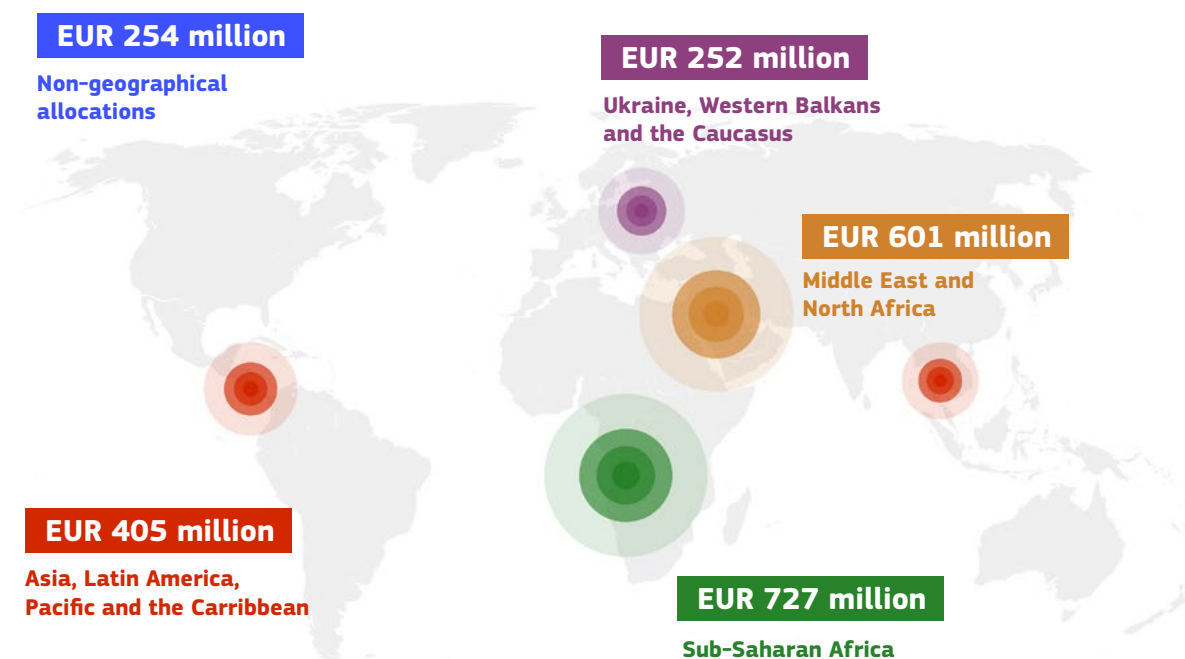 EUR 254 million
Non-geographical
allocations
EUR 252 million
Ukraine, Western Balkans
and the Caucasus
EUR 601 million
Middle East and
North Africa
EUR 405 million
Asia, Latin America,
Pacific and the Carribbean
EUR 727 million
Sub-Saharan Africa